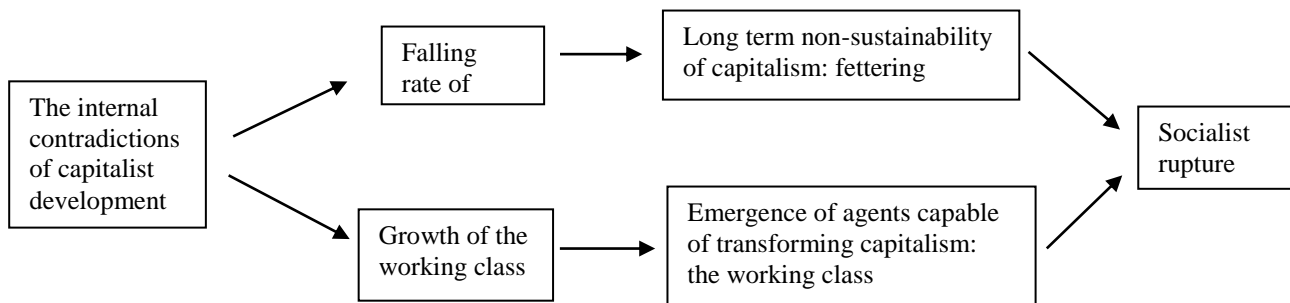 The internal
contradictions
of capitalist
development
Falling
rate of
Long term non-sustainability
of capitalism: fettering
Growth of the
working class
Emergence of agents capable
of transforming capitalism:
the working class
Socialist
rupture